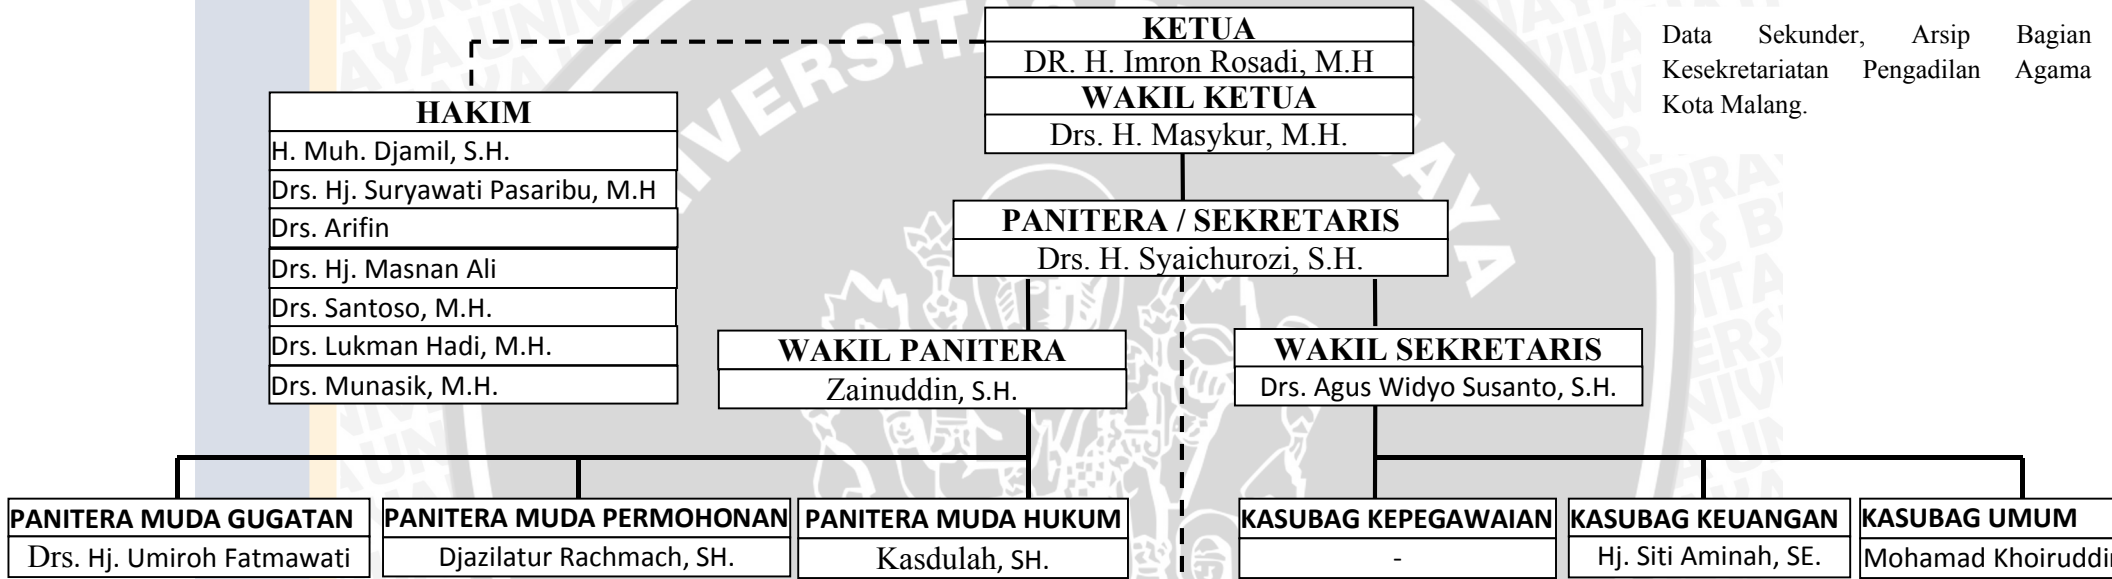 KETUA
DR. H. Imron Rosadi, M.H
WAKIL KETUA
Drs. H. Masykur, M.H.
Data Sekunder, Arsip Bagian
Kesekretariatan Pengadilan Agama
Kota Malang.
HAKIM
H. Muh. Djamil, S.H.
Drs. Hj. Suryawati Pasaribu, M.H
Drs. Arifin
Drs. Hj. Masnan Ali
Drs. Santoso, M.H.
Drs. Lukman Hadi, M.H.
Drs. Munasik, M.H.
PANITERA / SEKRETARIS
Drs. H. Syaichurozi, S.H.
WAKIL PANITERA
Zainuddin, S.H.
WAKIL SEKRETARIS
Drs. Agus Widyo Susanto, S.H.
PANITERA MUDA GUGATAN
Drs. Hj. Umiroh Fatmawati
PANITERA MUDA PERMOHONAN
Djazilatur Rachmach, SH.
PANITERA MUDA HUKUM
Kasdulah, SH.
KASUBAG KEPEGAWAIAN
-
KASUBAG KEUANGAN
Hj. Siti Aminah, SE.
KASUBAG UMUM
Mohamad Khoiruddin